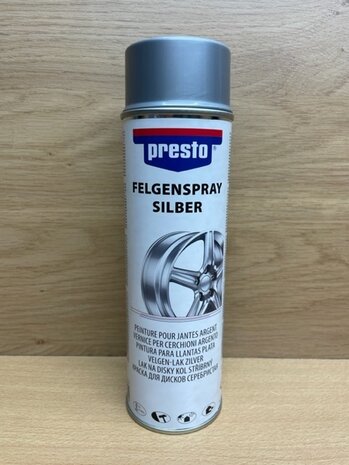 presto
FELGENSPRAY
SILBER
PEINTURE POUR JANTES ARGENT
VERNICE PER CERCHIONI ARGENTO
PINTURA PARA LLANTAS PLATA
VELGEN-LAK ZILVER
LAK NA DISKY KOL STŘÍBRNÝ
КРАСКА ДЛЯ ДИСКОВ СЕРЕБРИСТАЯ